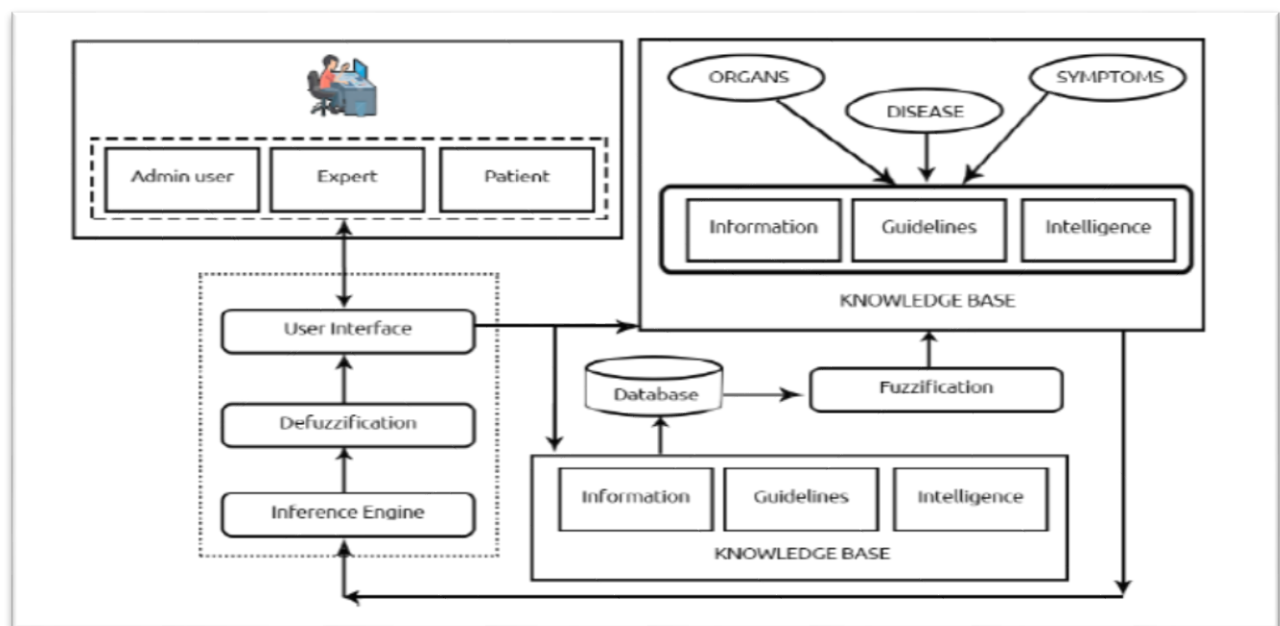 ORGANS
SYMPTOMS
DISEASE
Admin user
Expert
Patient
Information
Guidelines
Intelligence
KNOWLEDGE BASE
User Interface
Database
Fuzzification
Defuzzification
Information
Guidelines
Intelligence
Inference Engine
KNOWLEDGE BASE